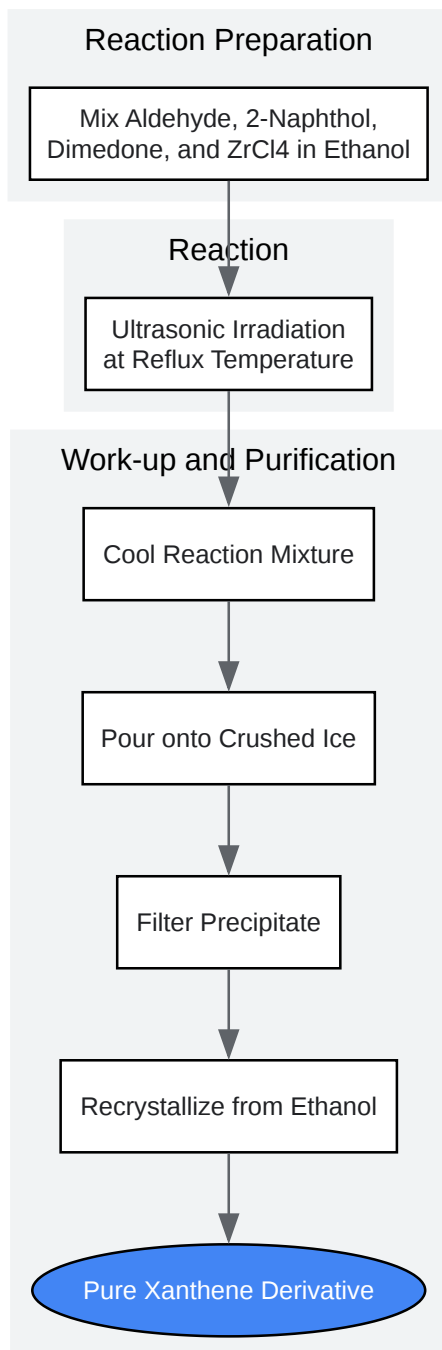 Reaction Preparation
Mix Aldehyde, 2-Naphthol,
Dimedone, and ZrCl4 in Ethanol
Reaction
Ultrasonic Irradiation
at Reflux Temperature
Work-up and Purification
Cool Reaction Mixture
Pour onto Crushed Ice
Filter Precipitate
Recrystallize from Ethanol
Pure Xanthene Derivative